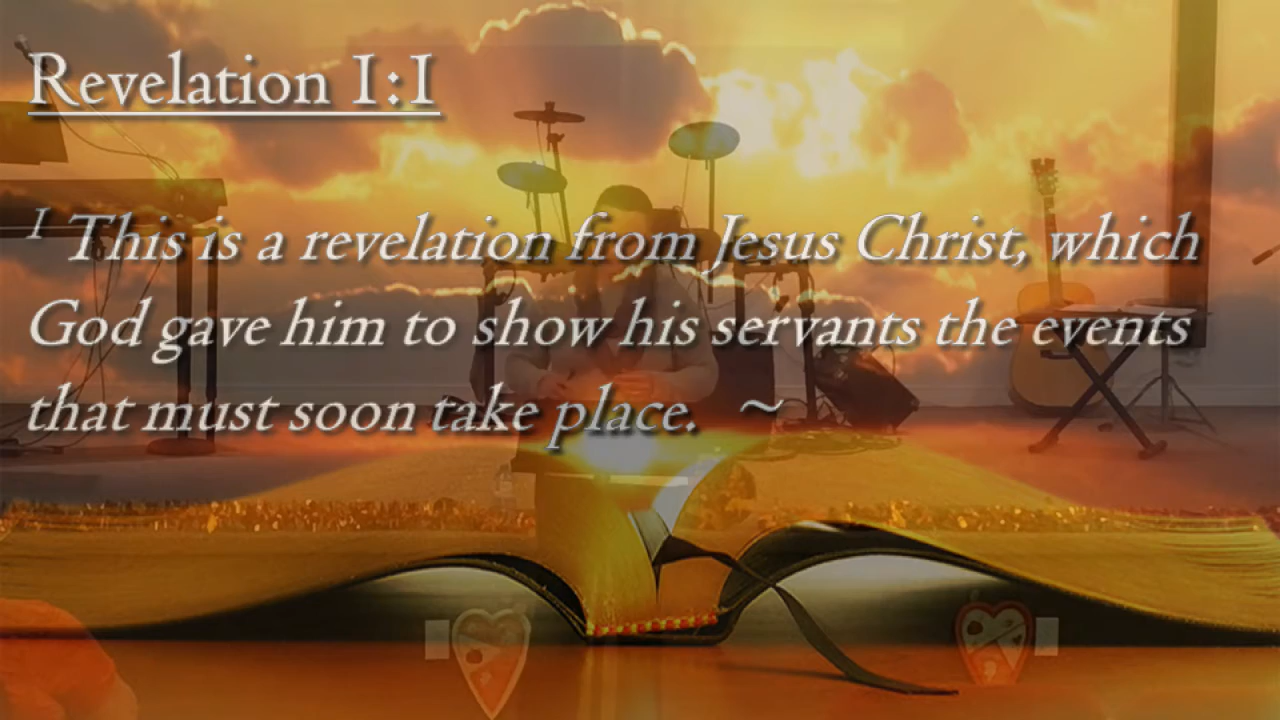 Revelation 1:1
1 This is a revelation from Jesus Christ, which
God gave him to show his servants the events
that must soon take place. ~